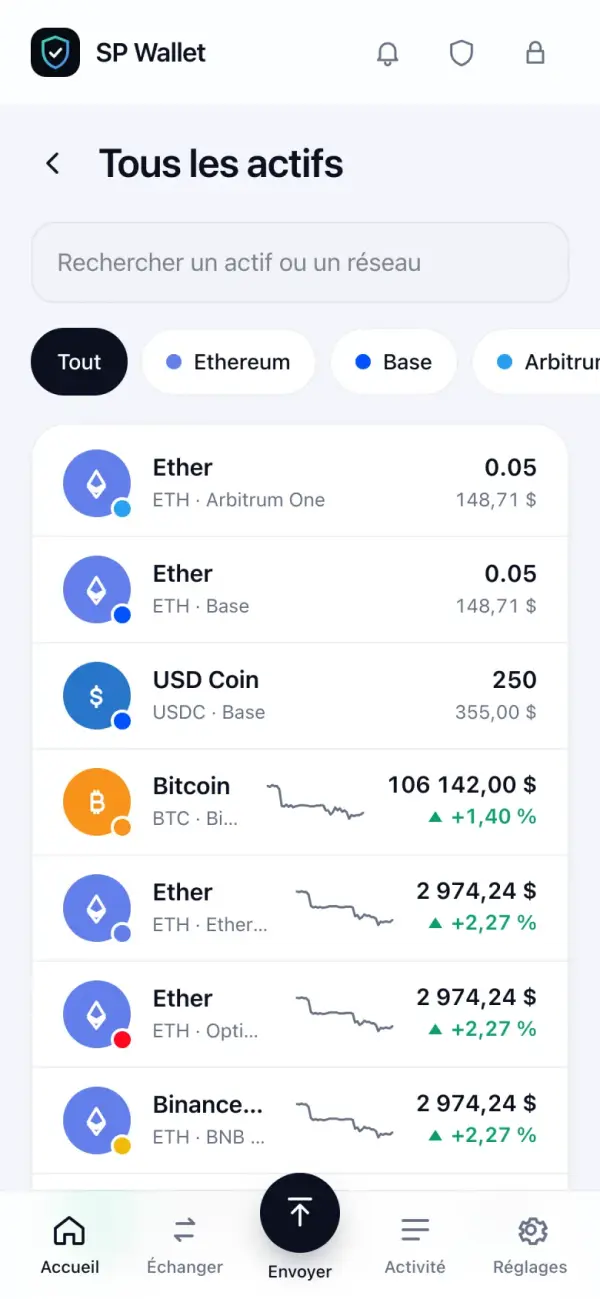 SP Wallet
Tous les actifs
Rechercher un actif ou un réseau
Tout
Ethereum
Base
Arbitrur
Ether
0.05
ETH · Arbitrum One
148,71 $
Ether
0.05
ETH · Base
148,71 $
USD Coin
250
USDC · Base
355,00 $
Bitcoin
106 142,00 $
BTC · Bi...
▲ +1,40 %
Ether
2 974,24 $
ETH · Ether...
▲ +2,27 %
Ether
2 974,24 $
ETH · Opti...
▲ +2,27 %
Binance...
2 974,24 $
ETH · BNB ...
▲ +2,27 %
Accueil
Échanger
Envoyer
Activité
Réglages